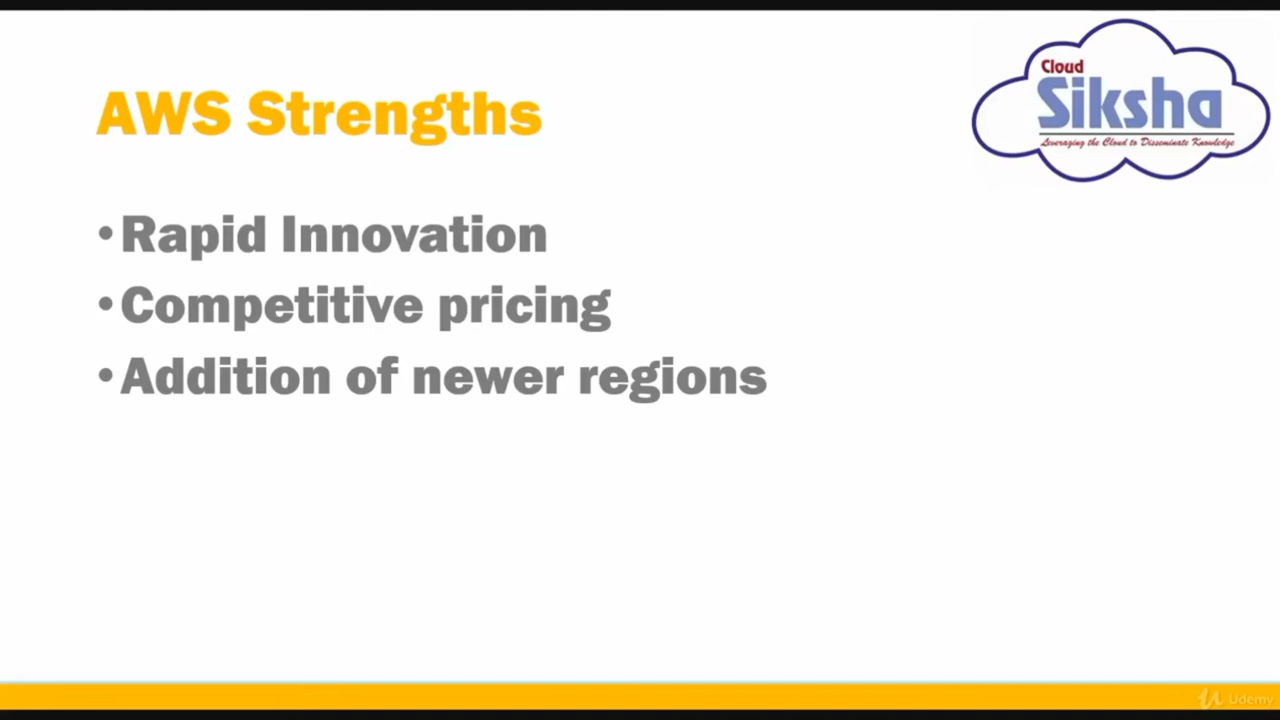 Cloud
Siksha
Leveraging the Cloud to Disseminate Knowledge
AWS Strengths
•Rapid Innovation
•Competitive pricing
•Addition of newer regions
Udemy